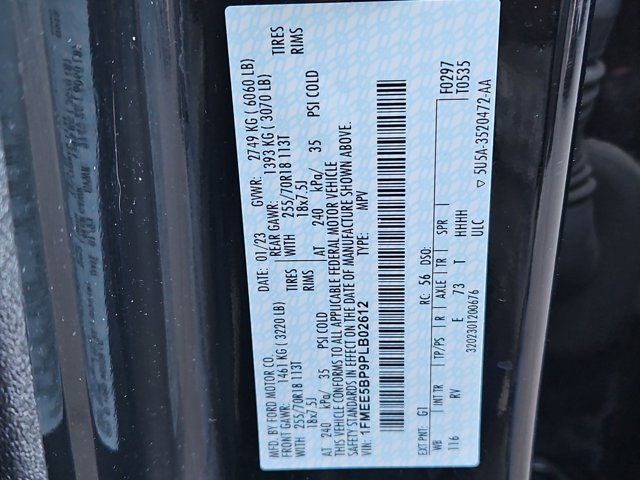 MFD. BY FORD MOTOR CO.
01/23 GVWR: 2749 KG ( 6060 LB)
FRONT GAWR: 1461 KG ( 3220 LB) REAR GAWR: 1393 KG ( 3070 LB)
WITH 255/70R18 113T TIRES WITH 255/70R18 113T TIRES
18x7.5J RIMS 18x7.5J RIMS
AT 240 kPa/ 35 PSI COLD AT 240 kPa/ 35 PSI COLD
THIS VEHICLE CONFORMS TO ALL APPLICABLE FEDERAL MOTOR VEHICLE
SAFETY STANDARDS IN EFFECT ON THE DATE OF MANUFACTURE SHOWN ABOVE.
VIN: 1FMEE5BP9PLB02612 TYPE: MPV
F0297
T0535
EXT PNT: G1 RC: 56 DSO:
WB INT TR TP/PS R AXLE TR SPR
116 RV E 73 T HHHH
3202301200676 ULC
▽ 5U5A-3520472-AA